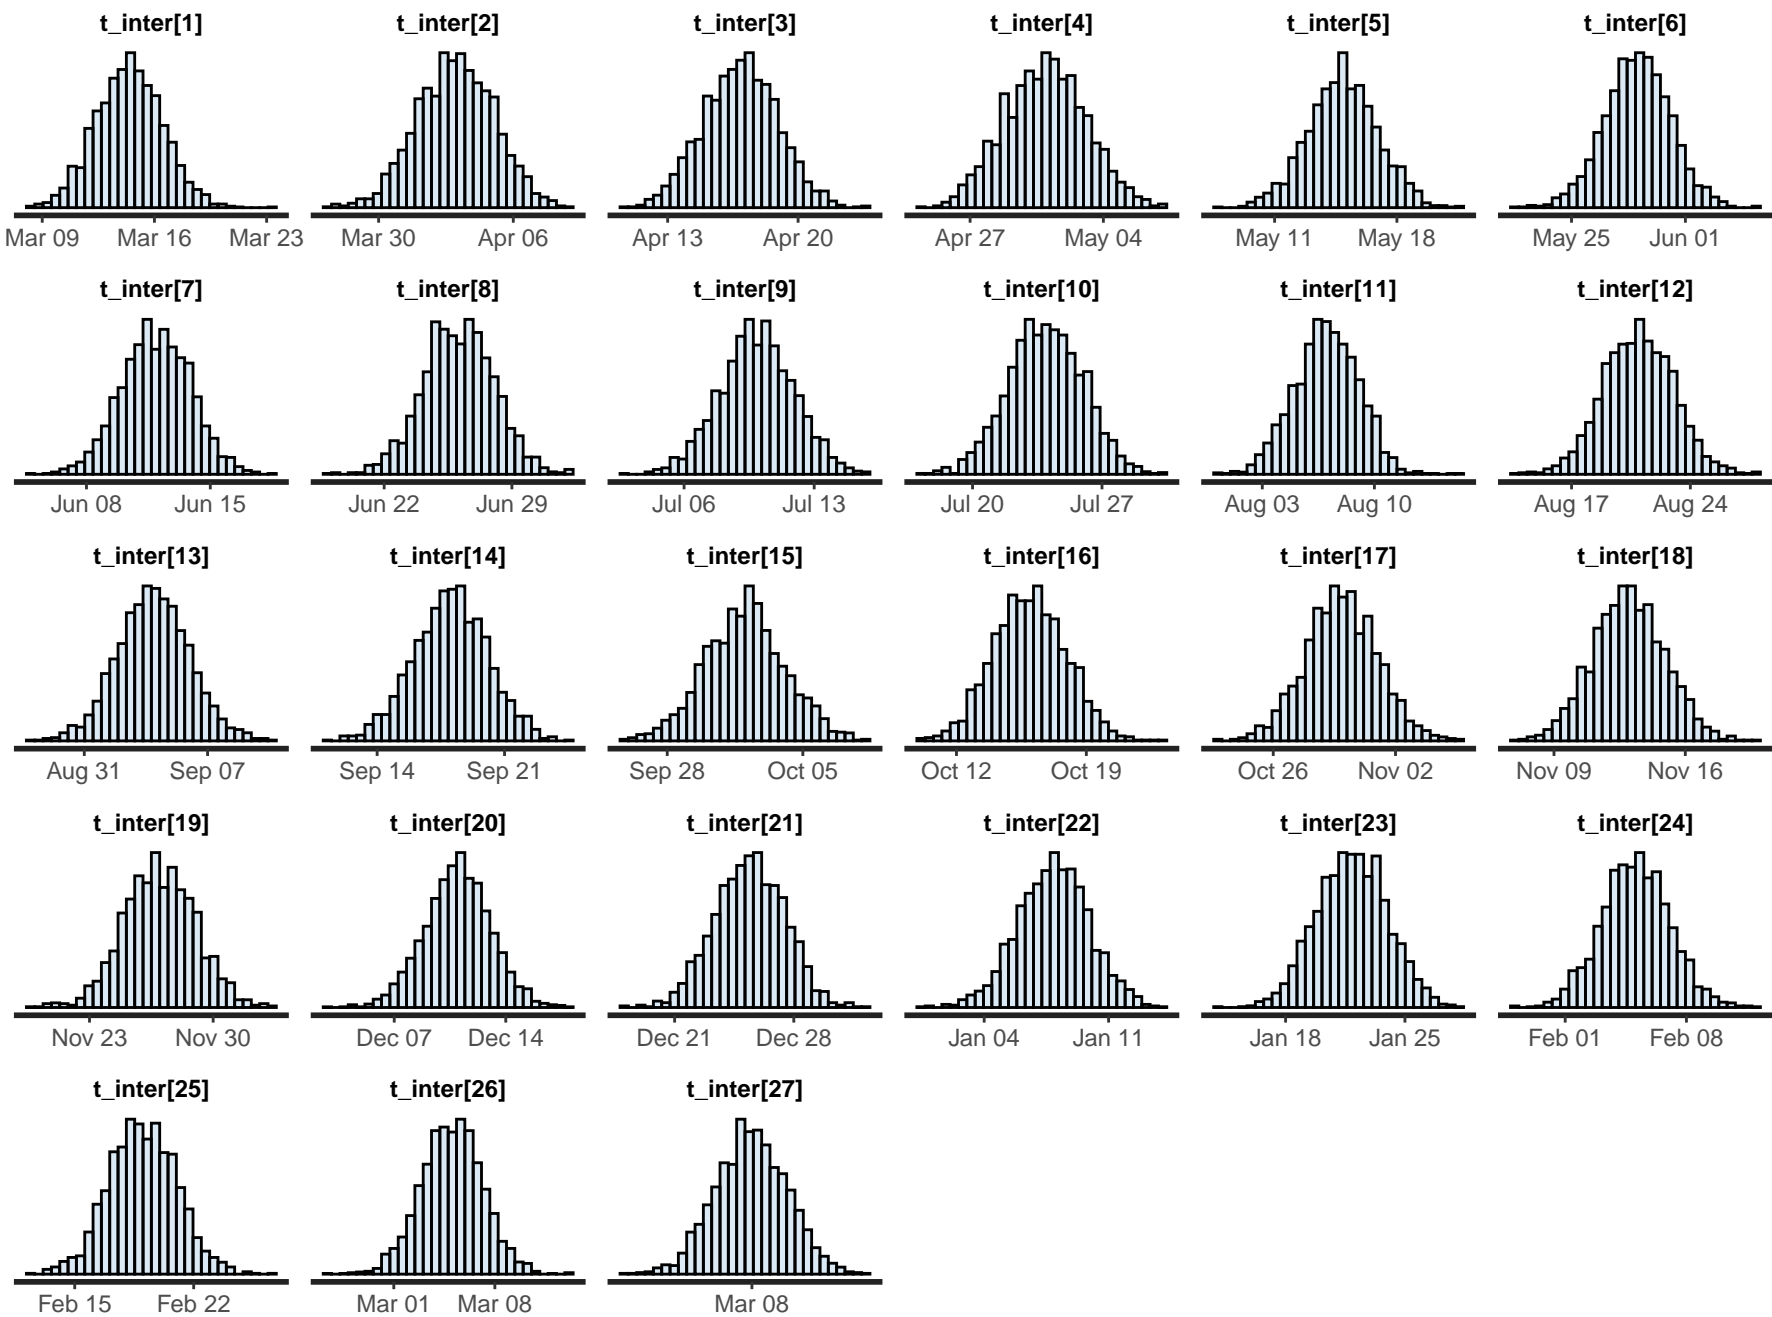 t_inter[1] t_inter[2] t_inter[3] t_inter[4] t_inter[5] t_inter[6]
Mar 09 Mar 16 Mar 23 Mar 30 Apr 06 Apr 13 Apr 20 Apr 27 May 04 May 11 May 18 May 25 Jun 01
t_inter[7] t_inter[8] t_inter[9] t_inter[10] t_inter[11] t_inter[12]
Jun 08 Jun 15 Jun 22 Jun 29 Jul 06 Jul 13 Jul 20 Jul 27 Aug 03 Aug 10 Aug 17 Aug 24
t_inter[13] t_inter[14] t_inter[15] t_inter[16] t_inter[17] t_inter[18]
Aug 31 Sep 07 Sep 14 Sep 21 Sep 28 Oct 05 Oct 12 Oct 19 Oct 26 Nov 02 Nov 09 Nov 16
t_inter[19] t_inter[20] t_inter[21] t_inter[22] t_inter[23] t_inter[24]
Nov 23 Nov 30 Dec 07 Dec 14 Dec 21 Dec 28 Jan 04 Jan 11 Jan 18 Jan 25 Feb 01 Feb 08
t_inter[25] t_inter[26] t_inter[27]
Feb 15 Feb 22 Mar 01 Mar 08 Mar 08